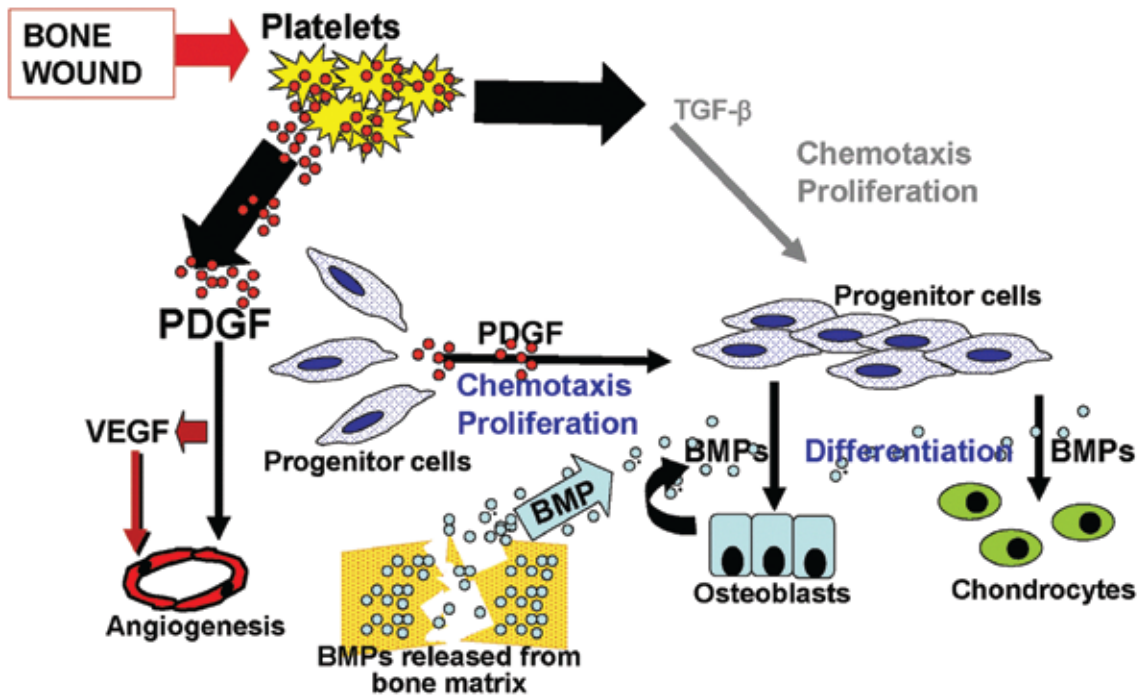 BONE
WOUND
Platelets
TGF-β
Chemotaxis
Proliferation
PDGF
Progenitor cells
PDGF
Chemotaxis
Proliferation
VEGF
Progenitor cells
BMPs
Differentiation
BMPs
BMP
Osteoblasts
Chondrocytes
Angiogenesis
BMPs released from
bone matrix